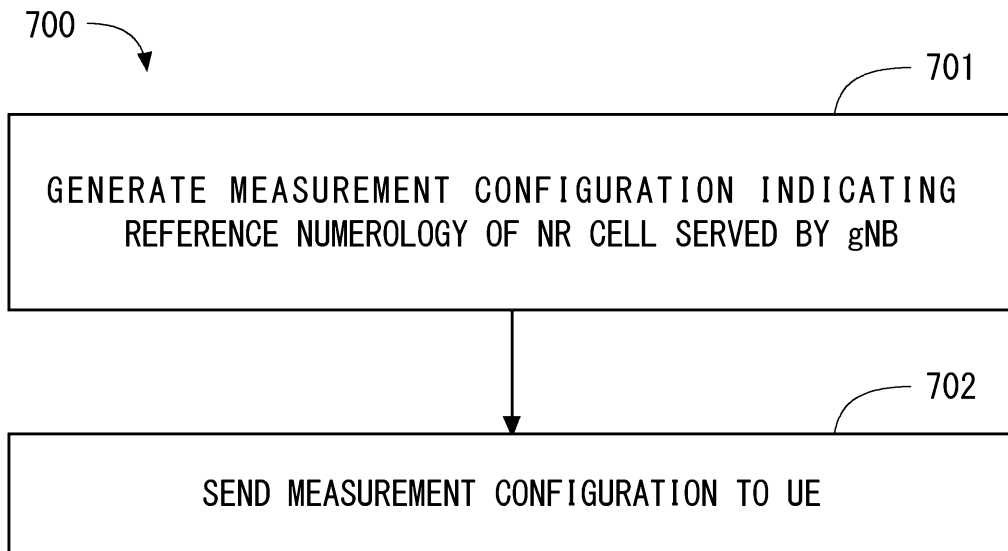 700
701
GENERATE MEASUREMENT CONFIGURATION INDICATING
REFERENCE NUMEROLOGY OF NR CELL SERVED BY gNB
702
SEND MEASUREMENT CONFIGURATION TO UE